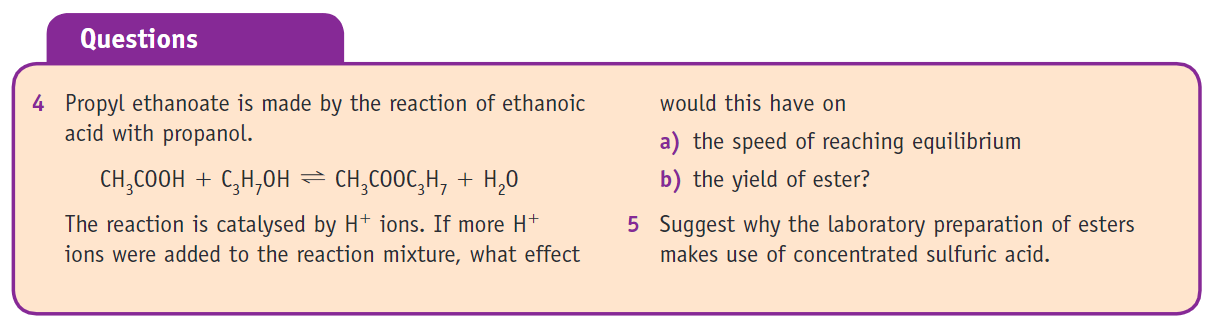 Questions
4 Propyl ethanoate is made by the reaction of ethanoic
acid with propanol.
CH₃COOH + C₃H₇OH ⇌ CH₃COOC₃H₇ + H₂O
The reaction is catalysed by H⁺ ions. If more H⁺
ions were added to the reaction mixture, what effect
would this have on
a) the speed of reaching equilibrium
b) the yield of ester?
5 Suggest why the laboratory preparation of esters
makes use of concentrated sulfuric acid.